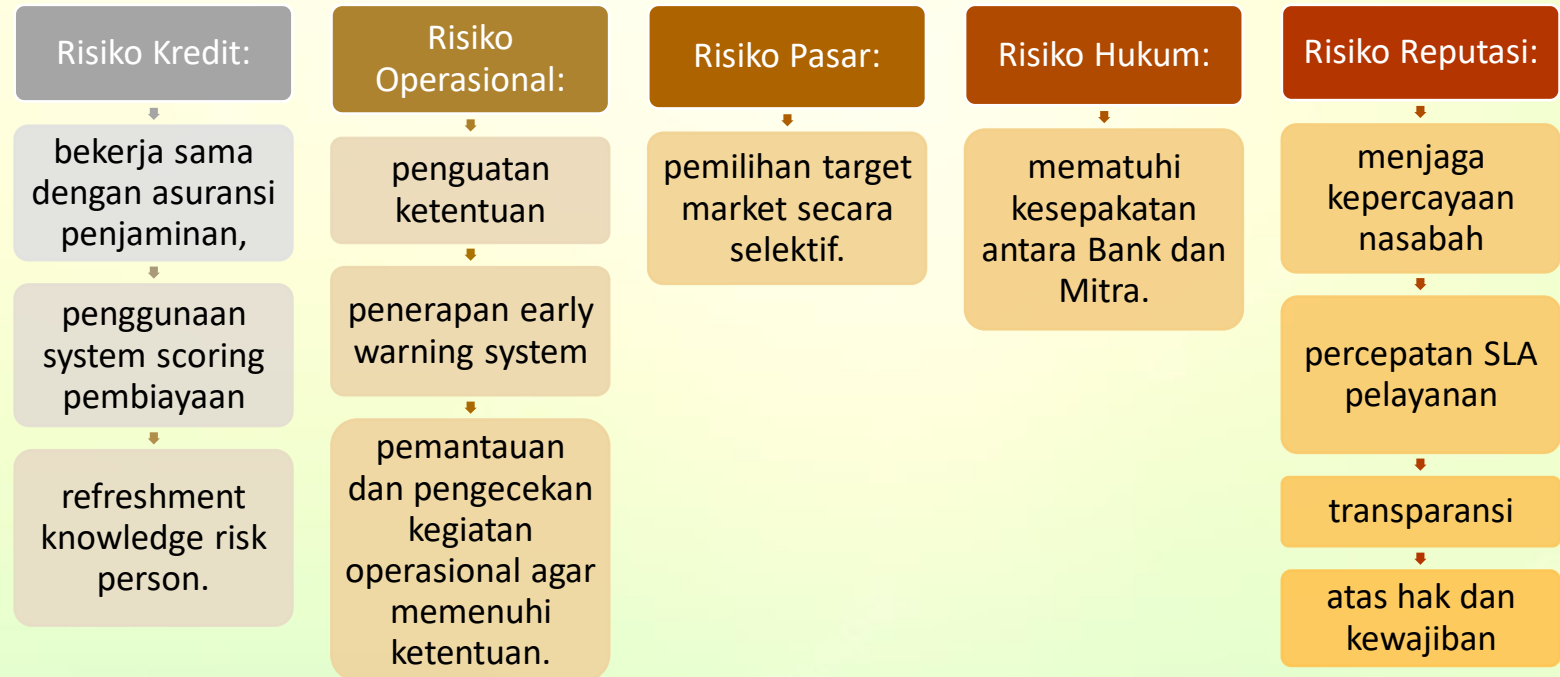 Risiko Kredit:
bekerja sama
dengan asuransi
penjaminan,
penggunaan
system scoring
pembiayaan
refreshment
knowledge risk
person.
Risiko
Operasional:
penguatan
ketentuan
penerapan early
warning system
pemantauan
dan pengecekan
kegiatan
operasional agar
memenuhi
ketentuan.
Risiko Pasar:
pemilihan target
market secara
selektif.
Risiko Hukum:
mematuhi
kesepakatan
antara Bank dan
Mitra.
Risiko Reputasi:
menjaga
kepercayaan
nasabah
percepatan SLA
pelayanan
transparansi
atas hak dan
kewajiban